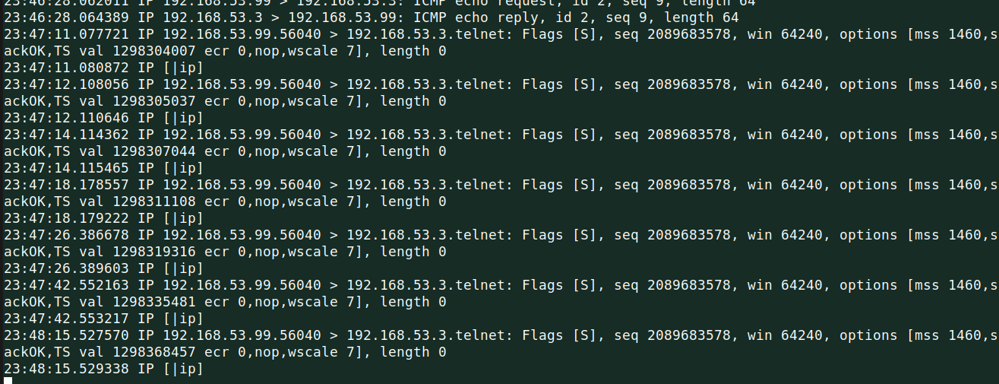 23:46:28.062011 IP 192.168.53.99 > 192.168.53.3: ICMP echo request, id 2, seq 9, length 64
23:46:28.064389 IP 192.168.53.3 > 192.168.53.99: ICMP echo reply, id 2, seq 9, length 64
23:47:11.077721 IP 192.168.53.99.56040 > 192.168.53.3.telnet: Flags [S], seq 2089683578, win 64240, options [mss 1460,s
ackOK,TS val 1298304007 ecr 0,nop,wscale 7], length 0
23:47:11.080872 IP [|ip]
23:47:12.108056 IP 192.168.53.99.56040 > 192.168.53.3.telnet: Flags [S], seq 2089683578, win 64240, options [mss 1460,s
ackOK,TS val 1298305037 ecr 0,nop,wscale 7], length 0
23:47:12.110646 IP [|ip]
23:47:14.114362 IP 192.168.53.99.56040 > 192.168.53.3.telnet: Flags [S], seq 2089683578, win 64240, options [mss 1460,s
ackOK,TS val 1298307044 ecr 0,nop,wscale 7], length 0
23:47:14.115465 IP [|ip]
23:47:18.178557 IP 192.168.53.99.56040 > 192.168.53.3.telnet: Flags [S], seq 2089683578, win 64240, options [mss 1460,s
ackOK,TS val 1298311108 ecr 0,nop,wscale 7], length 0
23:47:18.179222 IP [|ip]
23:47:26.386678 IP 192.168.53.99.56040 > 192.168.53.3.telnet: Flags [S], seq 2089683578, win 64240, options [mss 1460,s
ackOK,TS val 1298319316 ecr 0,nop,wscale 7], length 0
23:47:26.389603 IP [|ip]
23:47:42.552163 IP 192.168.53.99.56040 > 192.168.53.3.telnet: Flags [S], seq 2089683578, win 64240, options [mss 1460,s
ackOK,TS val 1298335481 ecr 0,nop,wscale 7], length 0
23:47:42.553217 IP [|ip]
23:48:15.527570 IP 192.168.53.99.56040 > 192.168.53.3.telnet: Flags [S], seq 2089683578, win 64240, options [mss 1460,s
ackOK,TS val 1298368457 ecr 0,nop,wscale 7], length 0
23:48:15.529338 IP [|ip]